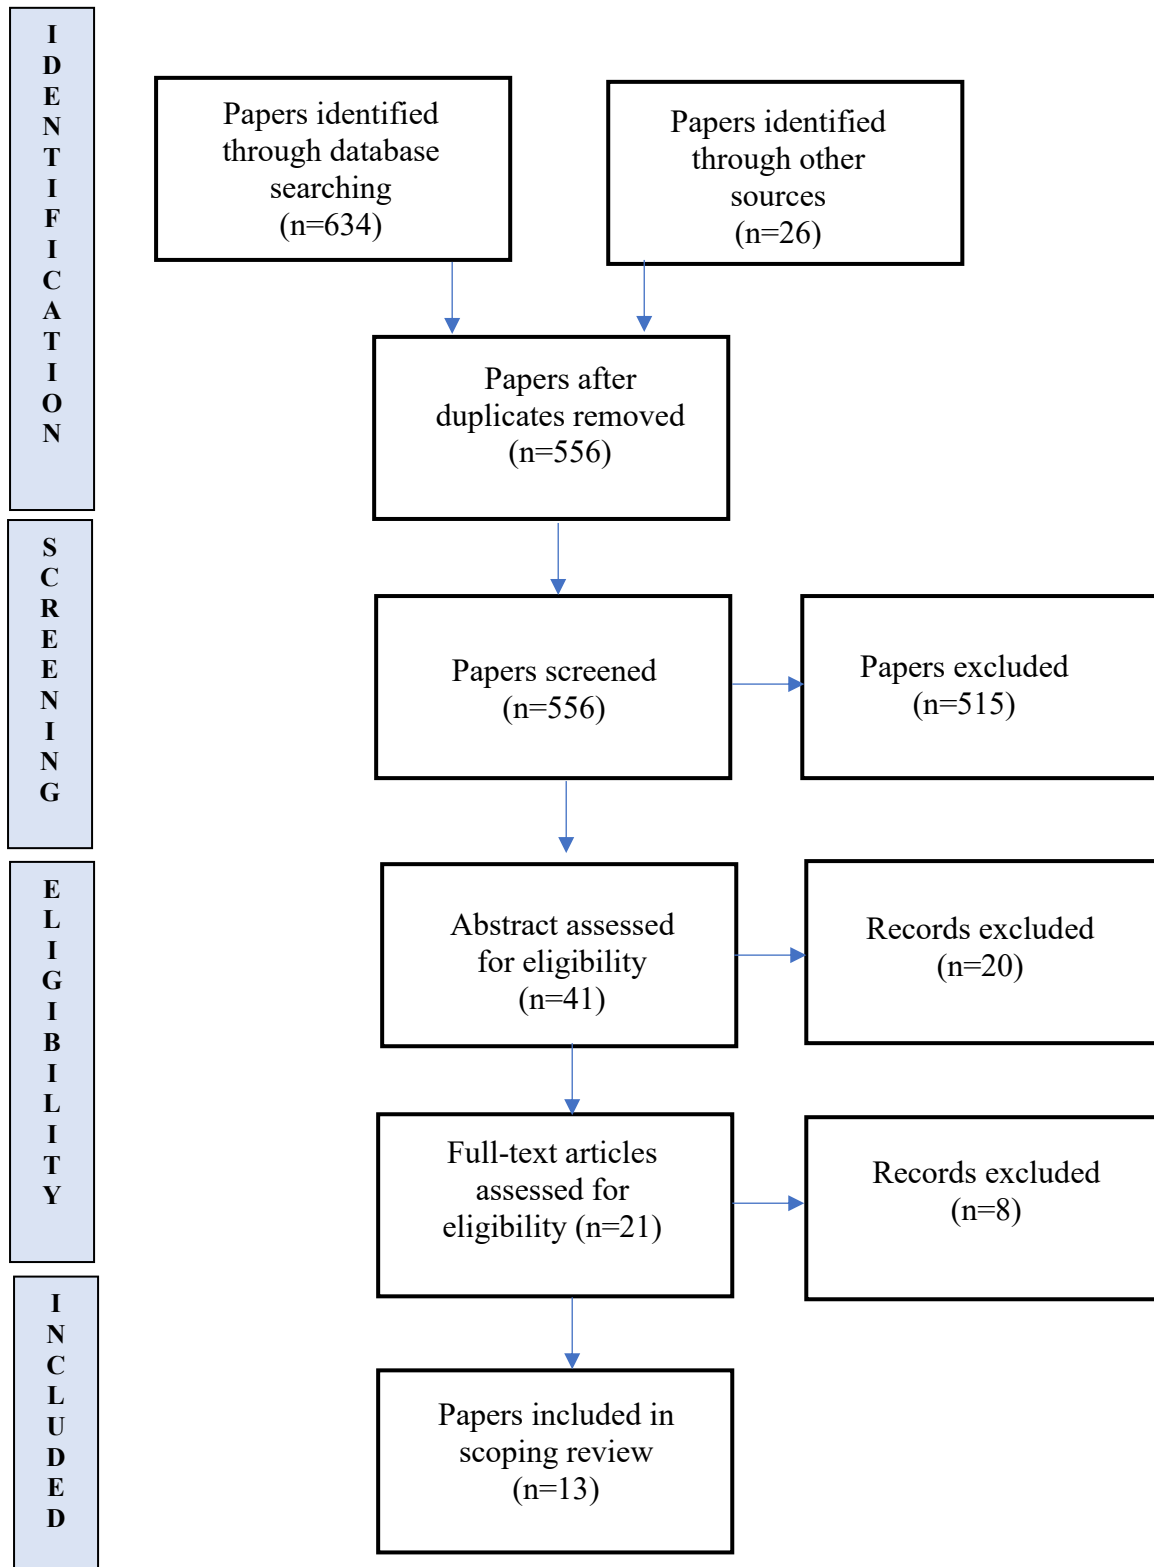 IDENTIFICATION
Papers identified
through database
searching
(n=634)
Papers identified
through other
sources
(n=26)
Papers after
duplicates removed
(n=556)
SCREENING
Papers screened
(n=556)
Papers excluded
(n=515)
ELIGIBILITY
Abstract assessed
for eligibility
(n=41)
Records excluded
(n=20)
Full-text articles
assessed for
eligibility (n=21)
Records excluded
(n=8)
INCLUDED
Papers included in
scoping review
(n=13)